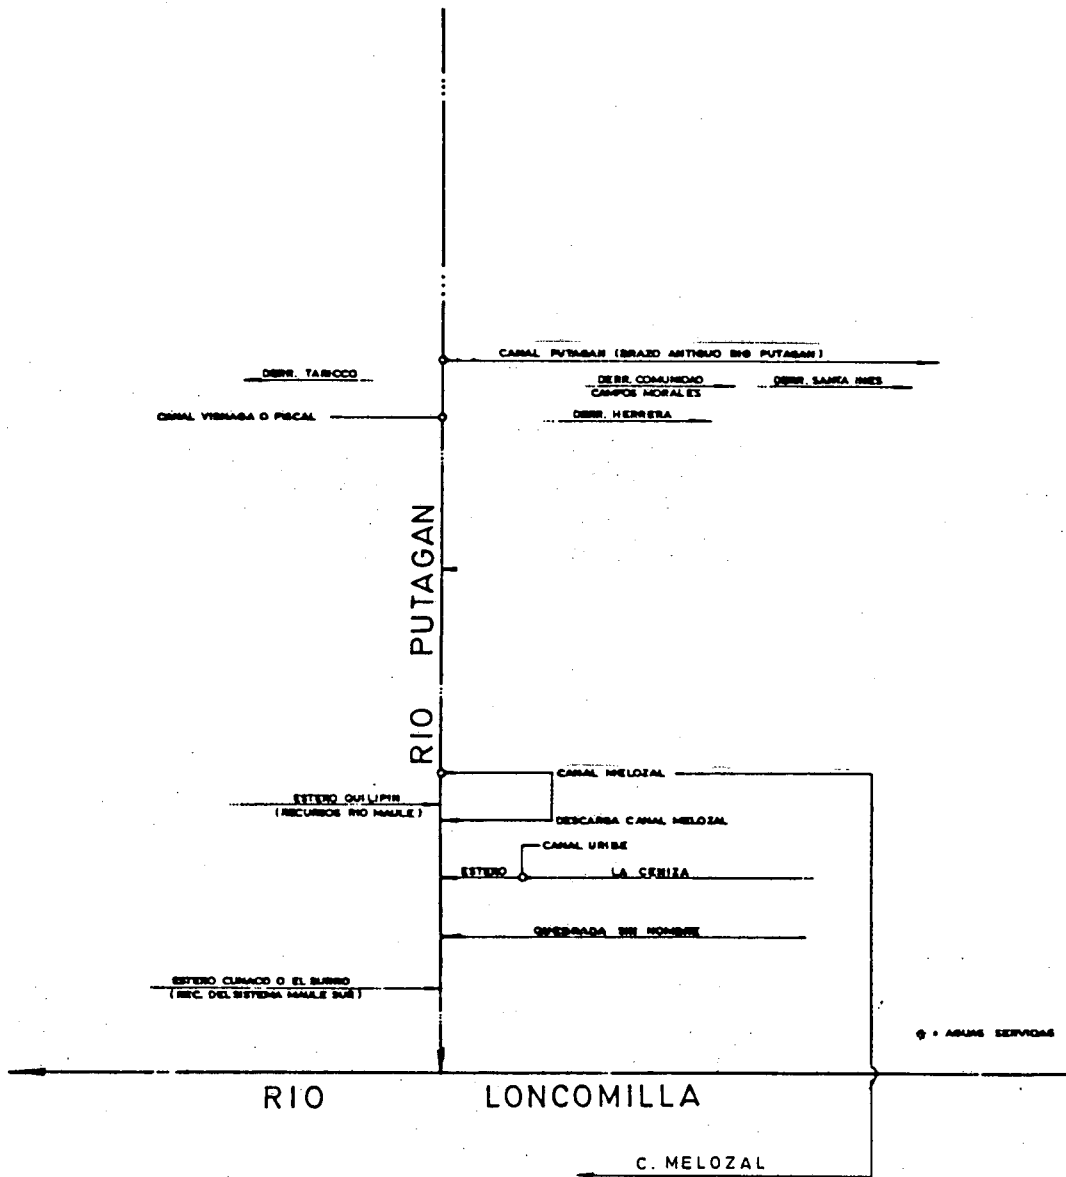 CANAL PUTAGAN (BRAZO ANTIGUO RIO PUTAGAN)
DERR. TARICCO
DERR. COMUNIDAD
CAMPOS MORALES
DERR. SANTA INES
CANAL VISNAGA O FISCAL
DERR. HERRERA
RIO PUTAGAN
CANAL MELOZAL
ESTERO QUILIPIN
(RECURSOS RIO MAULE)
DESCARGA CANAL MELOZAL
CANAL URIBE
ESTERO LA CENIZA
QUEBRADA SIN NOMBRE
ESTERO CUNACO O EL BURRO
(REC. DEL SISTEMA MAULE SUR)
= AGUAS SERVIDAS
RIO LONCOMILLA
C. MELOZAL